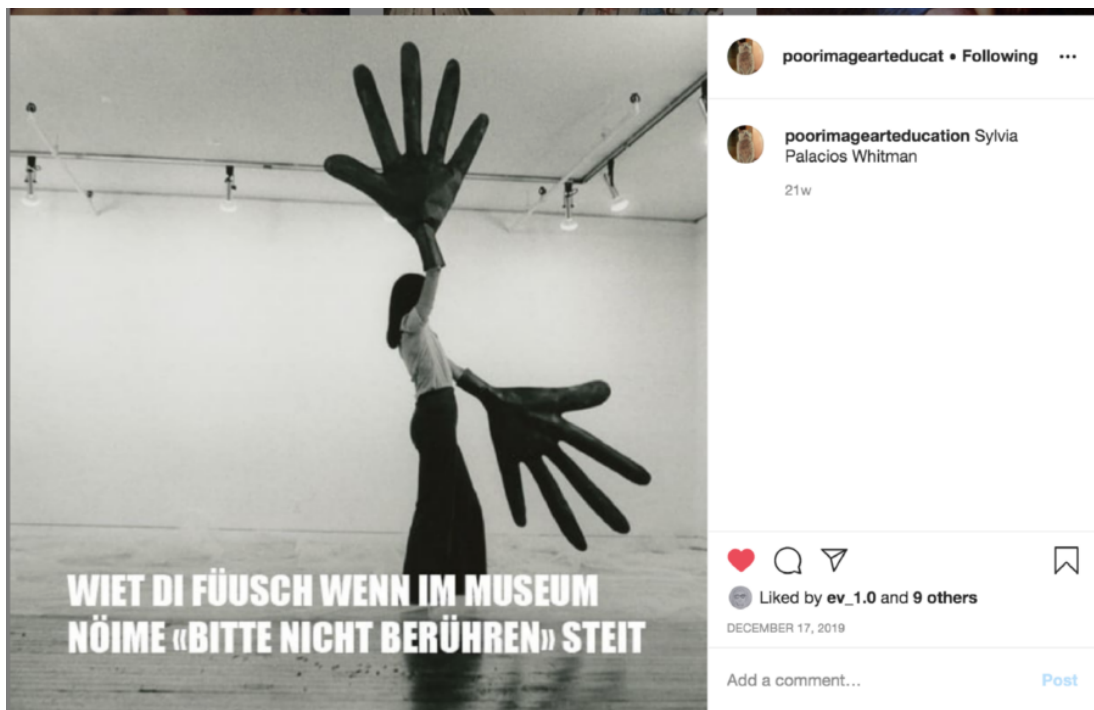 WIET DI FÜUSCH WENN IM MUSEUM
NÖIME «BITTE NICHT BERÜHREN» STEIT
poorimagearteducat • Following
poorimagearteducation Sylvia
Palacios Whitman
21w
Liked by ev_1.0 and 9 others
DECEMBER 17, 2019
Add a comment...
Post